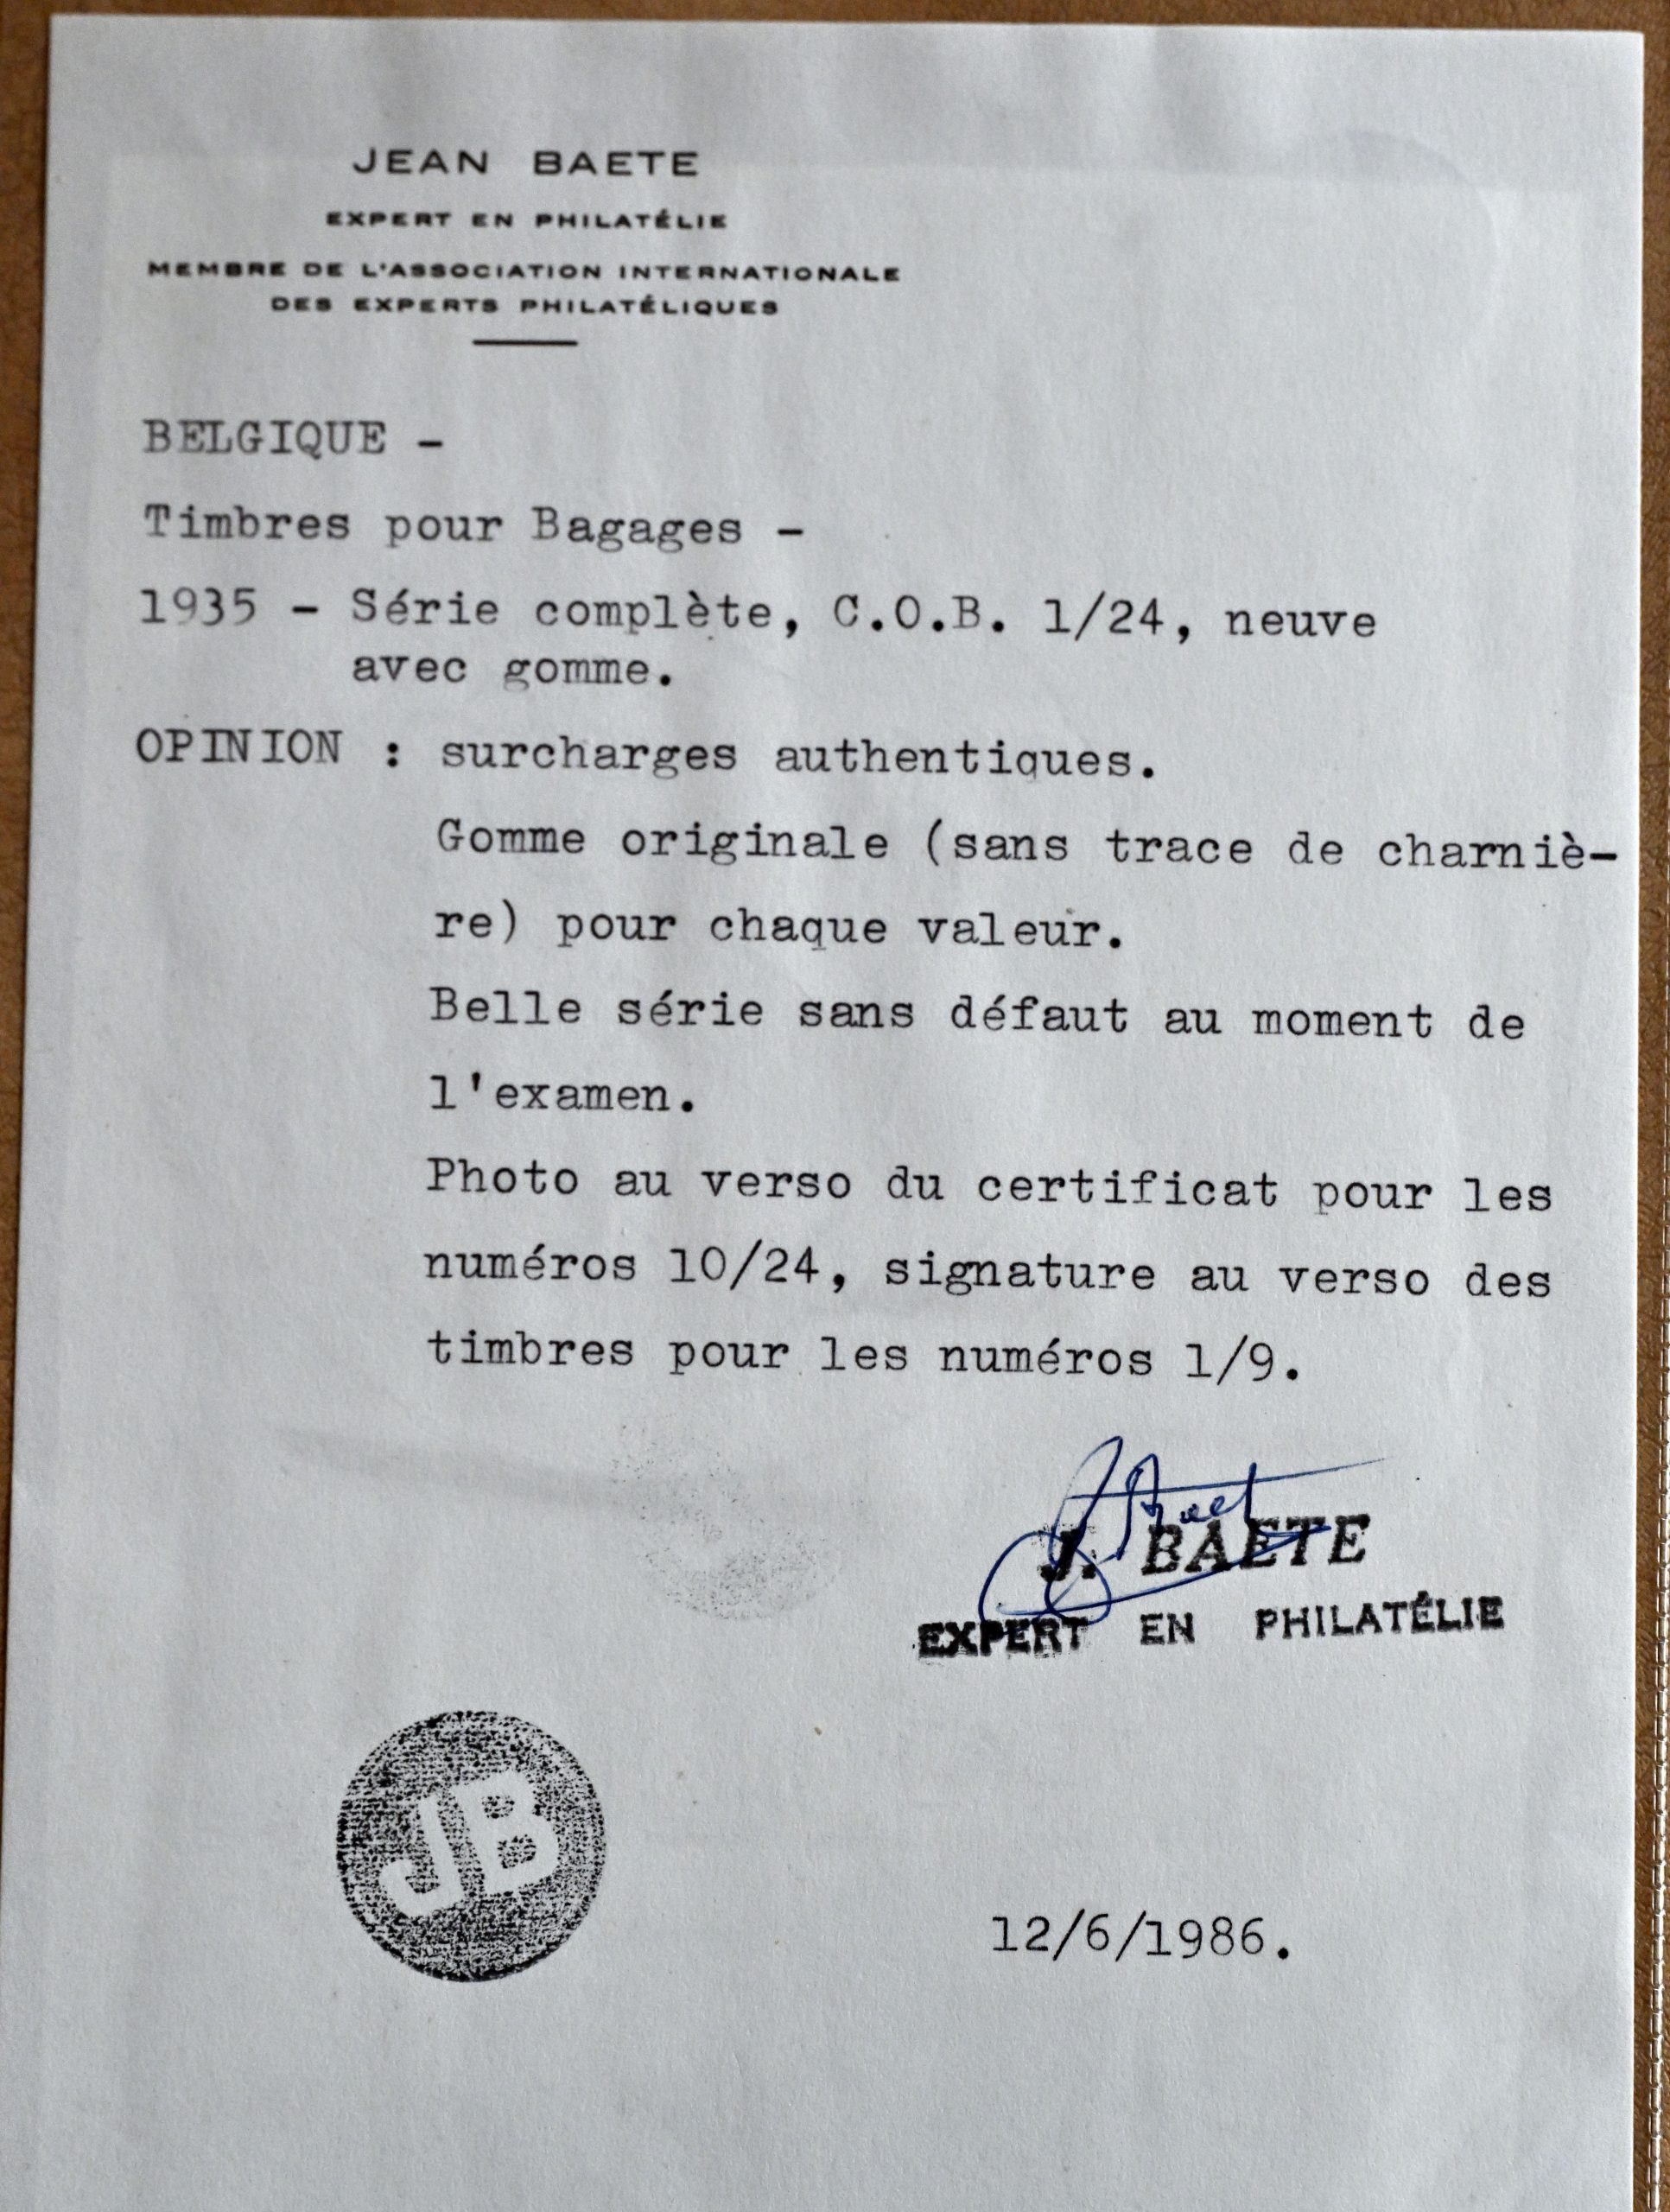 JEAN BAETE
EXPERT EN PHILATÉLIE
MEMBRE DE L'ASSOCIATION INTERNATIONALE
DES EXPERTS PHILATÉLIQUES
BELGIQUE -
Timbres pour Bagages -
1935 - Série complète, C.O.B. 1/24, neuve
avec gomme.
OPINION : surcharges authentiques.
Gomme originale (sans trace de charniè-
re) pour chaque valeur.
Belle série sans défaut au moment de
l'examen.
Photo au verso du certificat pour les
numéros 10/24, signature au verso des
timbres pour les numéros 1/9.
J. BAETE
EXPERT EN PHILATÉLIE
JB
12/6/1986.